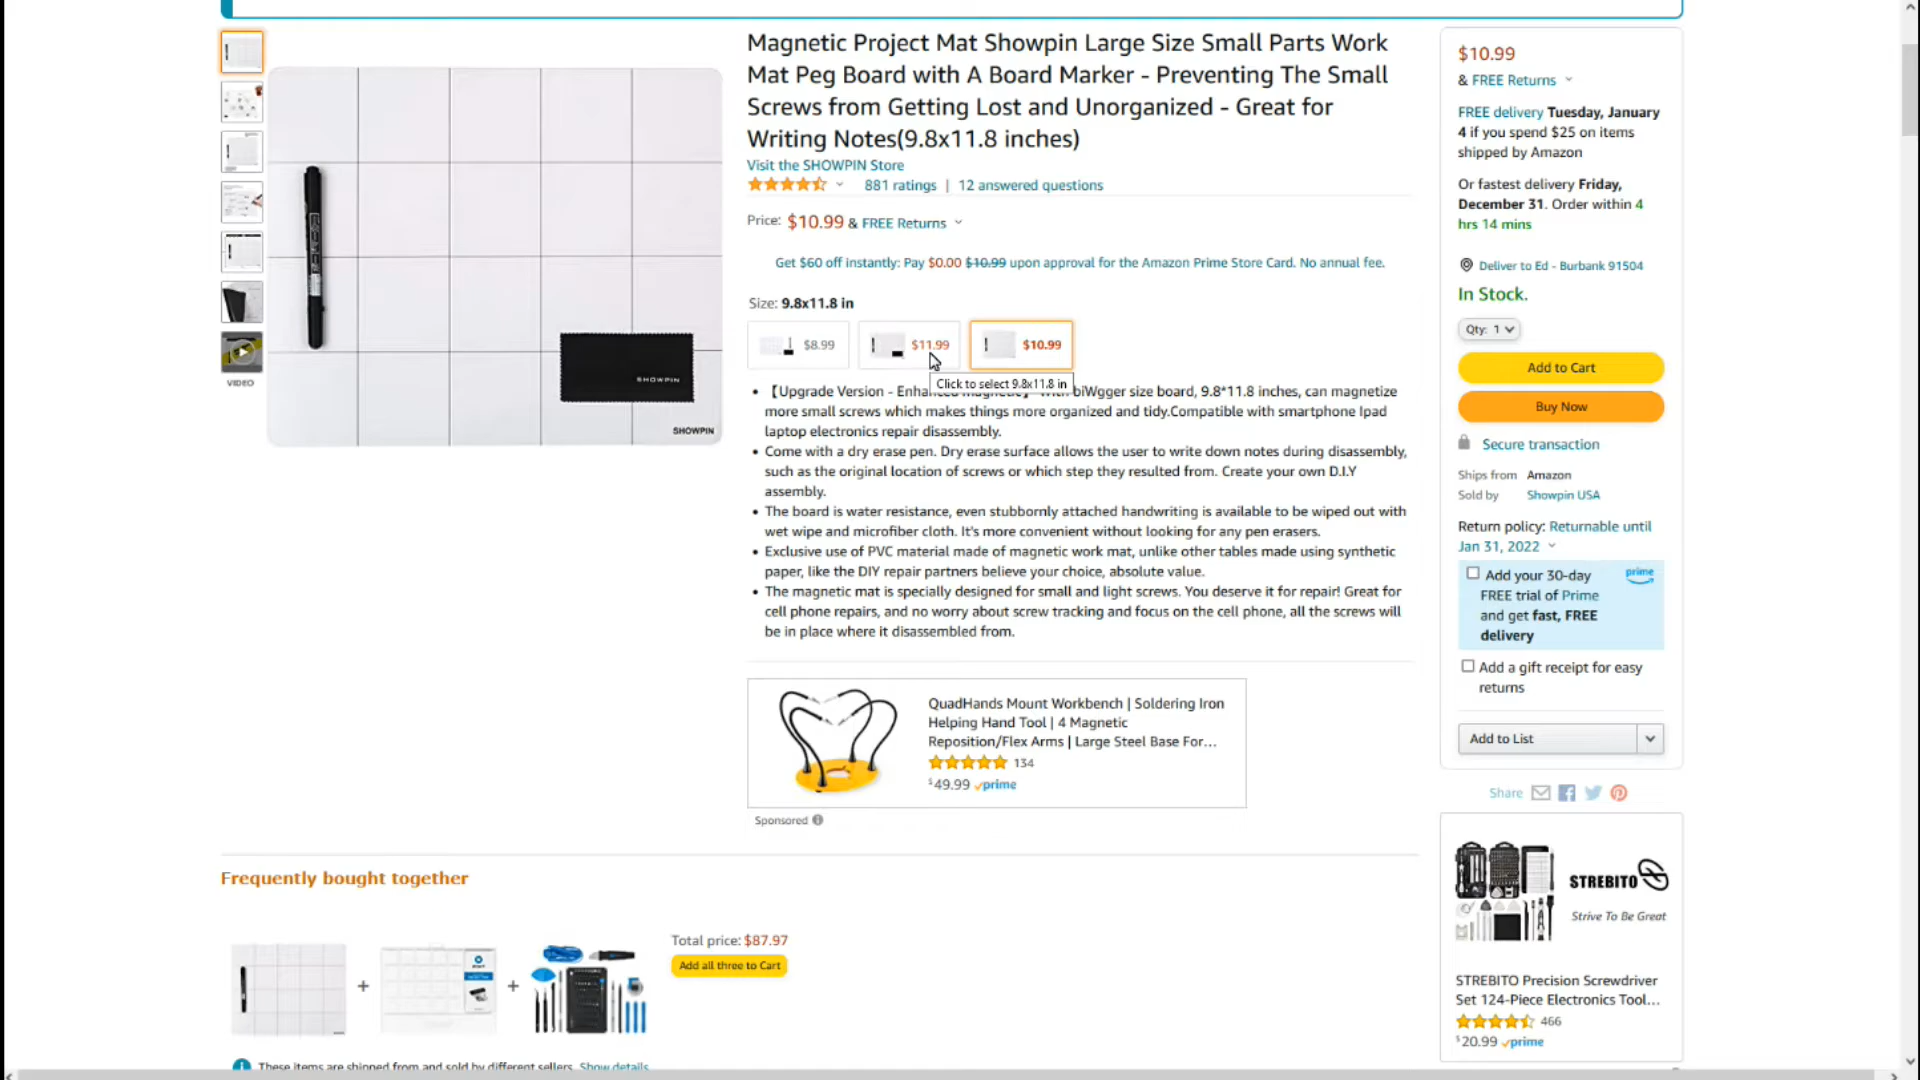 Magnetic Project Mat Showpin Large Size Small Parts Work
Mat Peg Board with A Board Marker - Preventing The Small
Screws from Getting Lost and Unorganized - Great for
Writing Notes(9.8x11.8 inches)
Visit the SHOWPIN Store
881 ratings | 12 answered questions
Price: $10.99 & FREE Returns
Get $60 off instantly: Pay $0.00 $10.99 upon approval for the Amazon Prime Store Card. No annual fee.
Size: 9.8x11.8 in
$8.99
$11.99
$10.99
Click to select 9.8x11.8 in
【Upgrade Version - biWgger size board, 9.8*11.8 inches, can magnetize
more small screws which makes things more organized and tidy.Compatible with smartphone Ipad
laptop electronics repair disassembly.
Come with a dry erase pen. Dry erase surface allows the user to write down notes during disassembly,
such as the original location of screws or which step they resulted from. Create your own D.I.Y
assembly.
The board is water resistance, even stubbornly attached handwriting is available to be wiped out with
wet wipe and microfiber cloth. It's more convenient without looking for any pen erasers.
Exclusive use of PVC material made of magnetic work mat, unlike other tables made using synthetic
paper, like the DIY repair partners believe your choice, absolute value.
The magnetic mat is specially designed for small and light screws. You deserve it for repair! Great for
cell phone repairs, and no worry about screw tracking and focus on the cell phone, all the screws will
be in place where it disassembled from.
SHOWPIN
SHOWPIN
VIDEO
QuadHands Mount Workbench | Soldering Iron
Helping Hand Tool | 4 Magnetic
Reposition/Flex Arms | Large Steel Base For...
134
$49.99 prime
Sponsored
$10.99
& FREE Returns
FREE delivery Tuesday, January
4 if you spend $25 on items
shipped by Amazon
Or fastest delivery Friday,
December 31. Order within 4
hrs 14 mins
Deliver to Ed - Burbank 91504
In Stock.
Qty: 1
Add to Cart
Buy Now
Secure transaction
Ships from Amazon
Sold by Showpin USA
Return policy: Returnable until
Jan 31, 2022
Add your 30-day
FREE trial of Prime
and get fast, FREE
delivery
prime
Add a gift receipt for easy
returns
Add to List
Share
STREBITO
Strive To Be Great
STREBITO Precision Screwdriver
Set 124-Piece Electronics Tool...
466
$20.99 prime
Frequently bought together
Total price: $87.97
Add all three to Cart
These items are shipped from and sold by different sellers. Show details